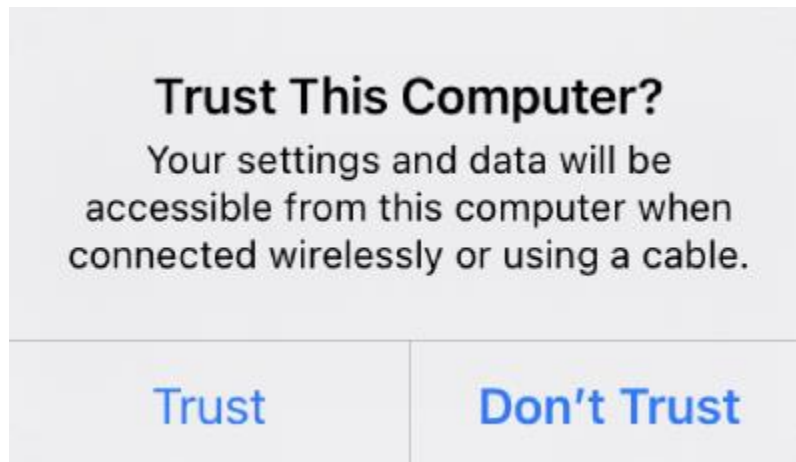 Trust This Computer?
Your settings and data will be
accessible from this computer when
connected wirelessly or using a cable.
Trust
Don’t Trust